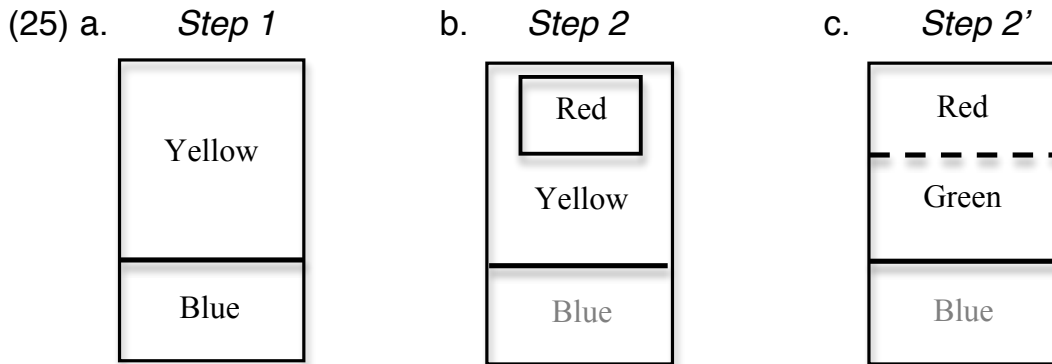 (25) a. Step 1 b. Step 2 c. Step 2’
Red Red
Yellow
Yellow Green
Blue Blue Blue